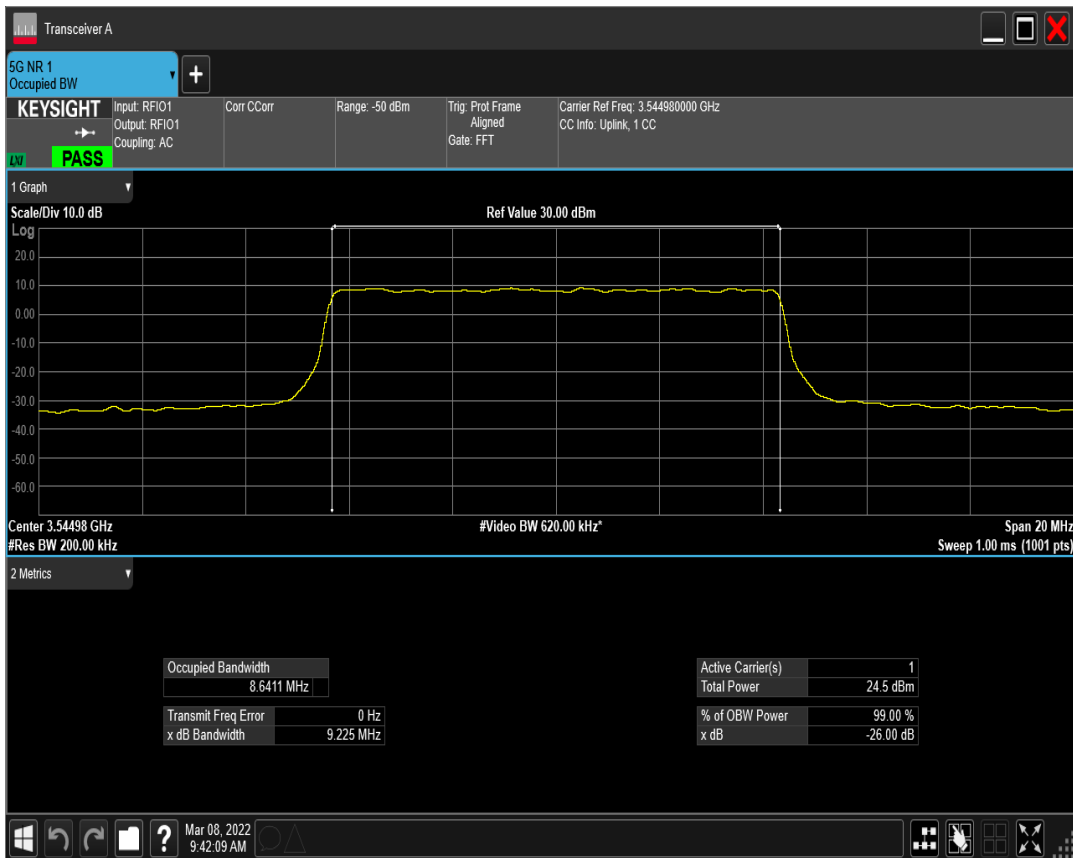 Transceiver A
5G NR 1
Occupied BW
+
KEYSIGHT
LXI
PASS
Input: RFIO1
Output: RFIO1
Coupling: AC
Corr CCorr
Range: -50 dBm
Trig: Prot Frame
Aligned
Gate: FFT
Carrier Ref Freq: 3.544980000 GHz
CC Info: Uplink, 1 CC
1 Graph
Scale/Div 10.0 dB
Ref Value 30.00 dBm
Log
20.0
10.0
0.00
-10.0
-20.0
-30.0
-40.0
-50.0
-60.0
Center 3.54498 GHz
#Video BW 620.00 kHz*
Span 20 MHz
#Res BW 200.00 kHz
Sweep 1.00 ms (1001 pts)
2 Metrics
Occupied Bandwidth
8.6411 MHz
Transmit Freq Error 0 Hz
x dB Bandwidth 9.225 MHz
Active Carrier(s) 1
Total Power 24.5 dBm
% of OBW Power 99.00 %
x dB -26.00 dB
?
Mar 08, 2022
9:42:09 AM